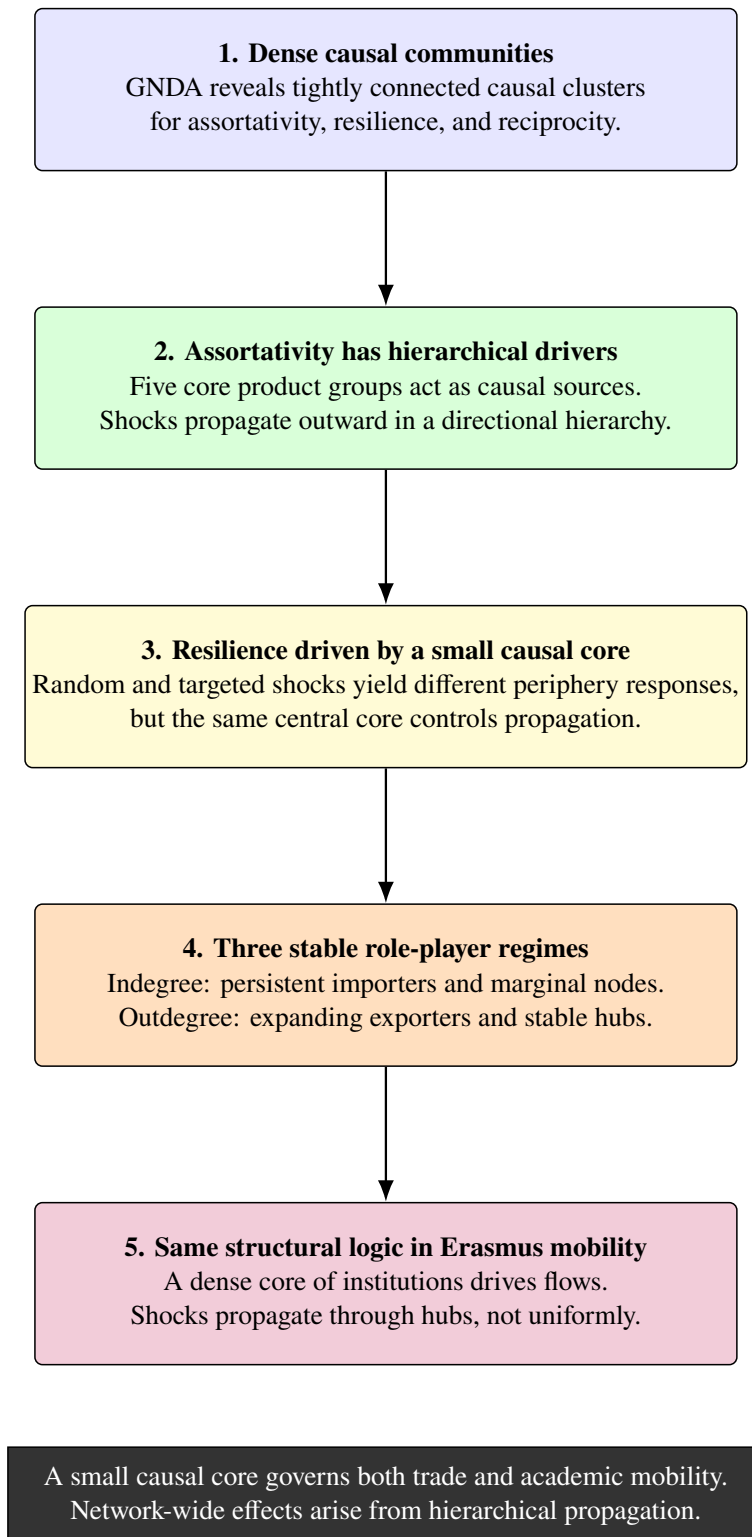 1. Dense causal communities
GNDA reveals tightly connected causal clusters
for assortativity, resilience, and reciprocity.
2. Assortativity has hierarchical drivers
Five core product groups act as causal sources.
Shocks propagate outward in a directional hierarchy.
3. Resilience driven by a small causal core
Random and targeted shocks yield different periphery responses,
but the same central core controls propagation.
4. Three stable role-player regimes
Indegree: persistent importers and marginal nodes.
Outdegree: expanding exporters and stable hubs.
5. Same structural logic in Erasmus mobility
A dense core of institutions drives flows.
Shocks propagate through hubs, not uniformly.
A small causal core governs both trade and academic mobility.
Network-wide effects arise from hierarchical propagation.